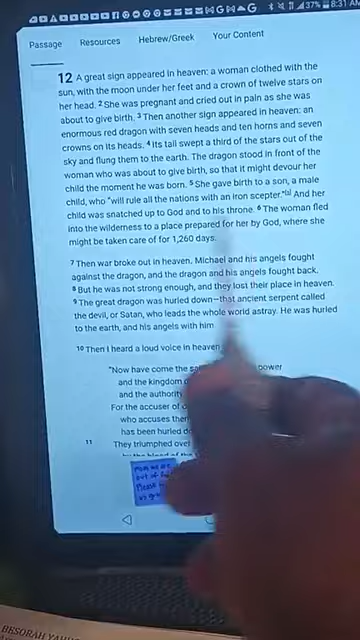 37% 8:31 AM
Passage Resources Hebrew/Greek Your Content
12 A great sign appeared in heaven: a woman clothed with the
sun, with the moon under her feet and a crown of twelve stars on
her head. 2 She was pregnant and cried out in pain as she was
about to give birth. 3 Then another sign appeared in heaven: an
enormous red dragon with seven heads and ten horns and seven
crowns on its heads. 4 Its tail swept a third of the stars out of the
sky and flung them to the earth. The dragon stood in front of the
woman who was about to give birth, so that it might devour her
child the moment he was born. 5 She gave birth to a son, a male
child, who "will rule all the nations with an iron scepter."[a] And her
child was snatched up to God and to his throne. 6 The woman fled
into the wilderness to a place prepared for her by God, where she
might be taken care of for 1,260 days.
7 Then war broke out in heaven. Michael and his angels fought
against the dragon, and the dragon and his angels fought back.
8 But he was not strong enough, and they lost their place in heaven.
9 The great dragon was hurled down—that ancient serpent called
the devil, or Satan, who leads the whole world astray. He was hurled
to the earth, and his angels with him
10 Then I heard a loud voice in heaven
"Now have come the power
and the kingdom
and the authority
For the accuser of
who accuses
has been hurled
11 They triumphed over
out of
Please
BESORAH